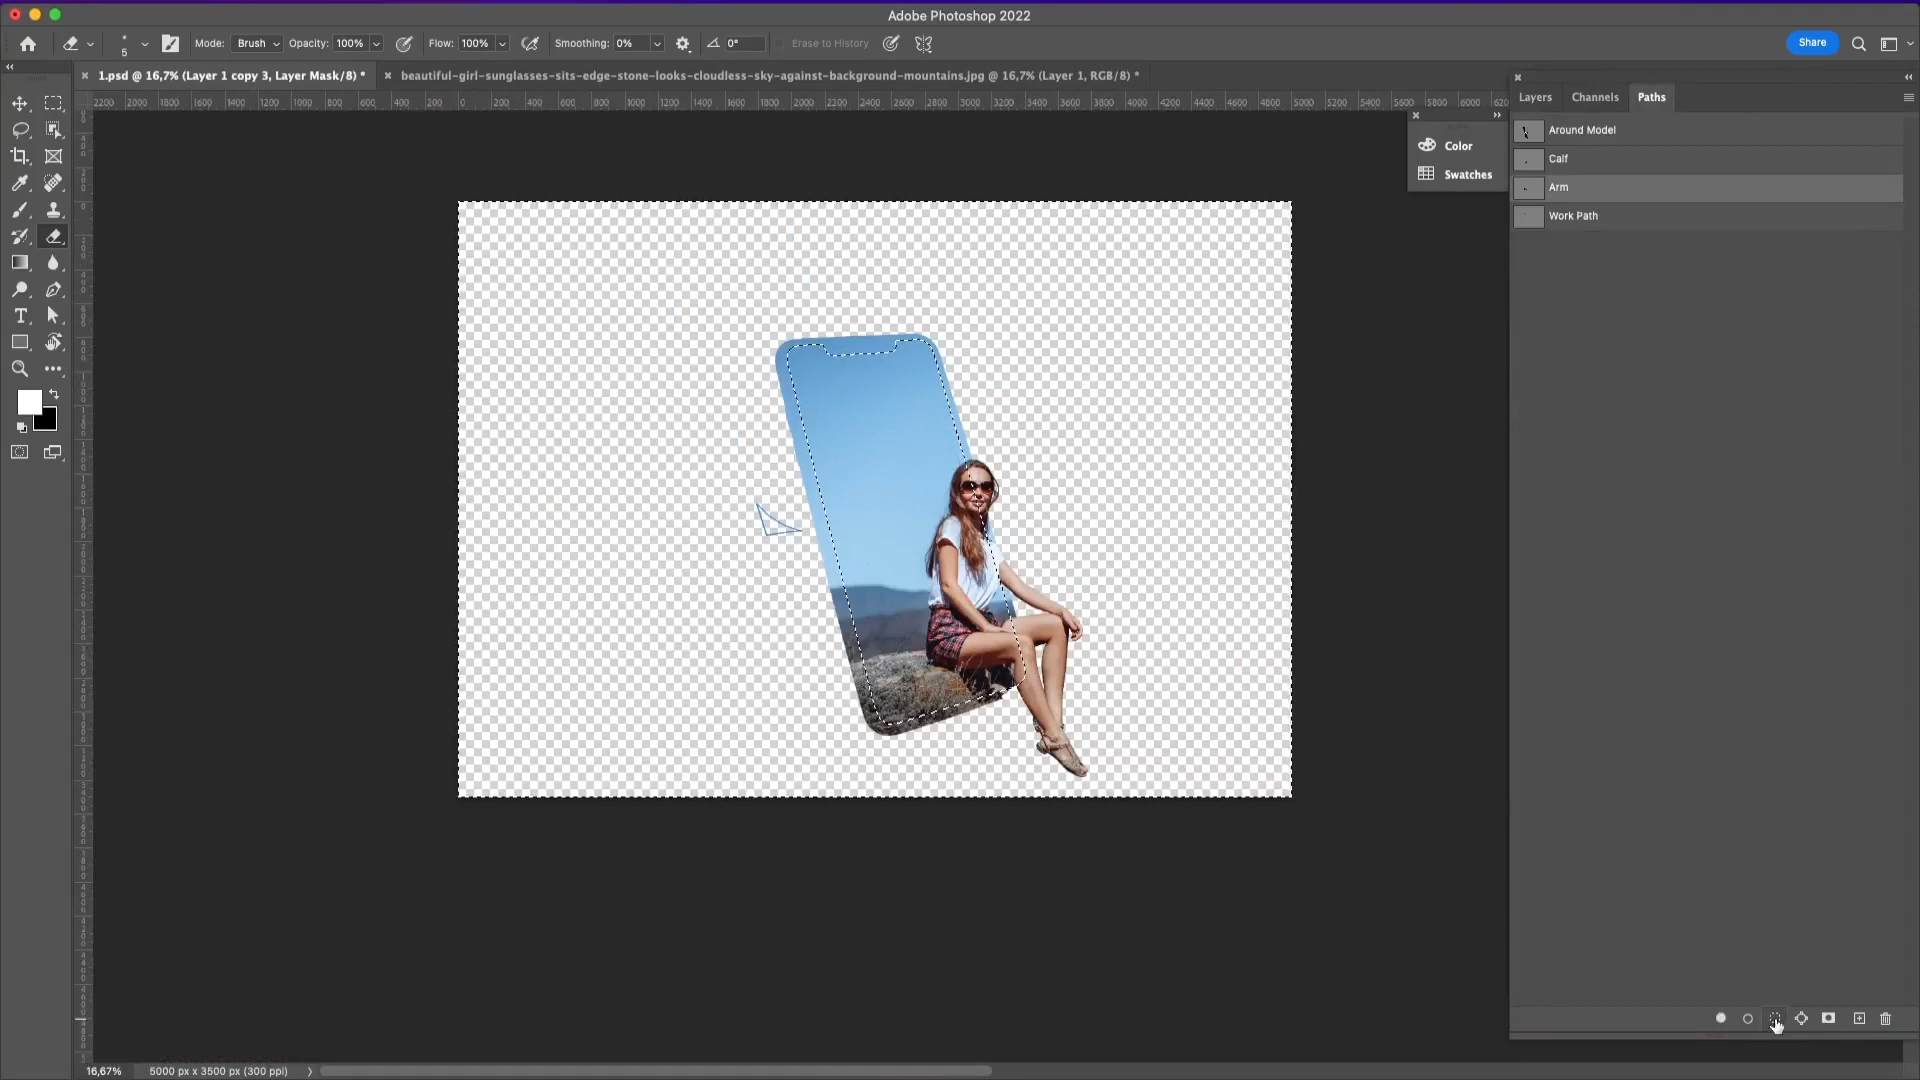 Adobe Photoshop 2022
5 Mode: Brush Opacity: 100% Flow: 100% Smoothing: 0% 0° Erase to History Share
1.psd @ 16,7% (Layer 1 copy 3, Layer Mask/8) * beautiful-girl-sunglasses-sits-edge-stone-looks-cloudless-sky-against-background-mountains.jpg @ 16,7% (Layer 1, RGB/8) *
2200 2000 1800 1600 1400 1200 1000 800 600 400 200 0 200 400 600 800 1000 1200 1400 1600 1800 2000 2200 2400 2600 2800 3000 3200 3400 3600 3800 4000 4200 4400 4600 4800 5000 5200 5400 5600 5800 6000
Layers Channels Paths
Around Model
Calf
Arm
Work Path
Color
Swatches
16,67% 5000 px x 3500 px (300 ppi)